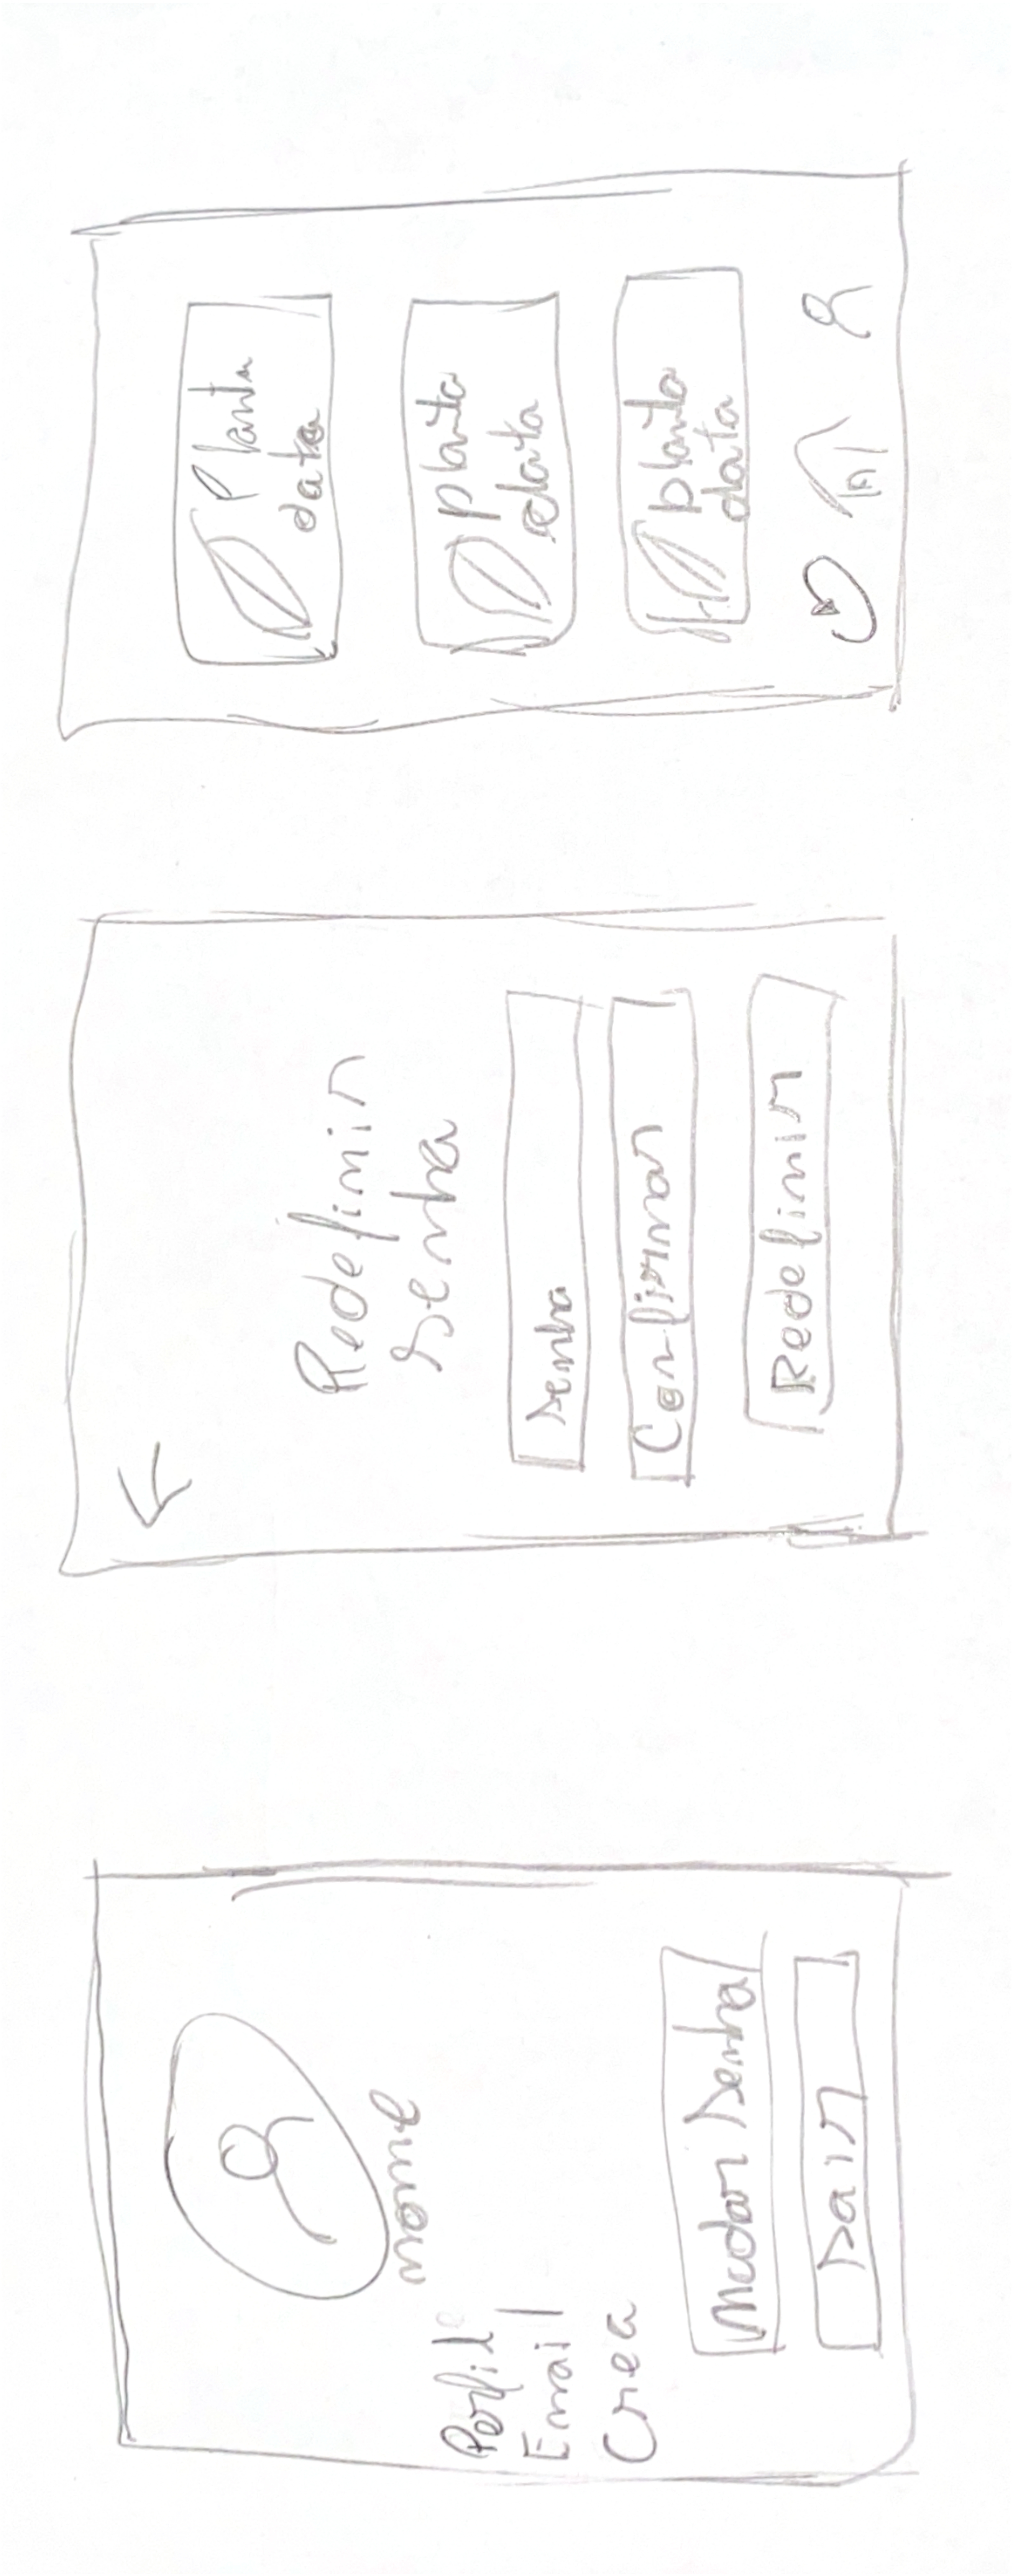 nome
Perfil
Email
Crea
Mudar Senha
Sair
Redefinir
Senha
Senha
Confirmar
Redefinir
Planta
data
planta
data
planta
data